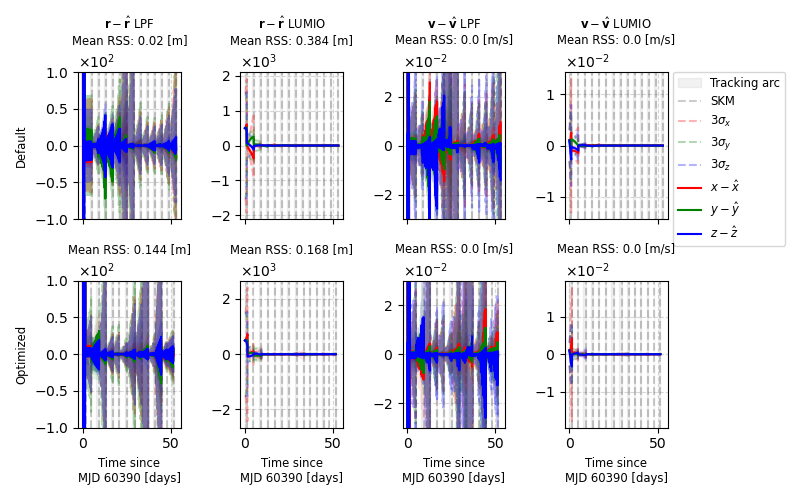 r − r̂ LPF
Mean RSS: 0.02 [m]
r − r̂ LUMIO
Mean RSS: 0.384 [m]
v − v̂ LPF
Mean RSS: 0.0 [m/s]
v − v̂ LUMIO
Mean RSS: 0.0 [m/s]
×10²
×10³
×10⁻²
×10⁻²
Default
1.0
0.5
0.0
−0.5
−1.0
2
1
0
−1
−2
2
0
−2
1
0
−1
Tracking arc
SKM
3σₓ
3σᵧ
3σ_z
x − x̂
y − ŷ
z − ẑ
Mean RSS: 0.144 [m]
Mean RSS: 0.168 [m]
Mean RSS: 0.0 [m/s]
Mean RSS: 0.0 [m/s]
×10²
×10³
×10⁻²
×10⁻²
Optimized
1.0
0.5
0.0
−0.5
−1.0
2
0
−2
2
0
−2
1
0
−1
0 50
0 50
0 50
0 50
Time since
MJD 60390 [days]
Time since
MJD 60390 [days]
Time since
MJD 60390 [days]
Time since
MJD 60390 [days]